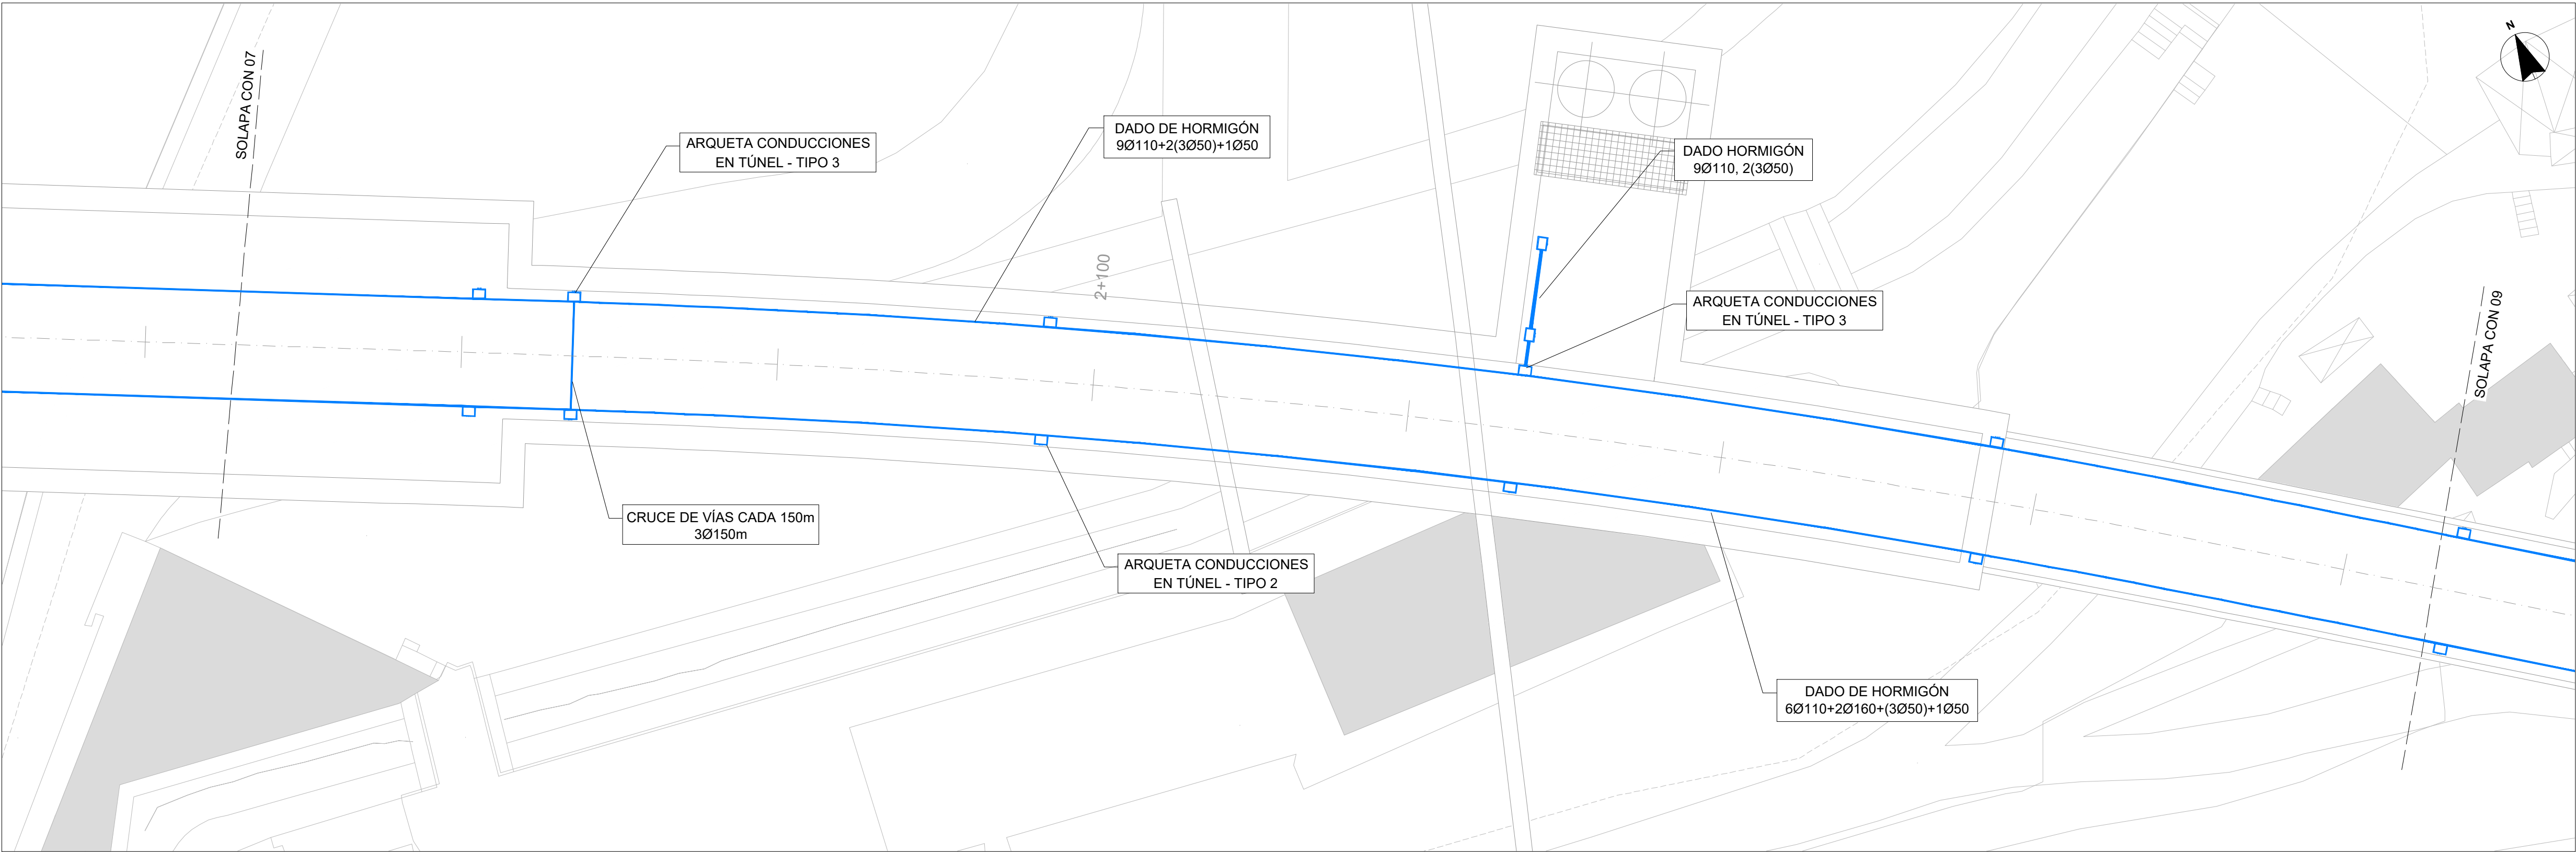 N
SOLAPA CON 07
ARQUETA CONDUCCIONES
EN TÚNEL - TIPO 3
DADO DE HORMIGÓN
9Ø110+2(3Ø50)+1Ø50
DADO HORMIGÓN
9Ø110, 2(3Ø50)
2+100
ARQUETA CONDUCCIONES
EN TÚNEL - TIPO 3
SOLAPA CON 09
CRUCE DE VÍAS CADA 150m
3Ø150m
ARQUETA CONDUCCIONES
EN TÚNEL - TIPO 2
DADO DE HORMIGÓN
6Ø110+2Ø160+(3Ø50)+1Ø50